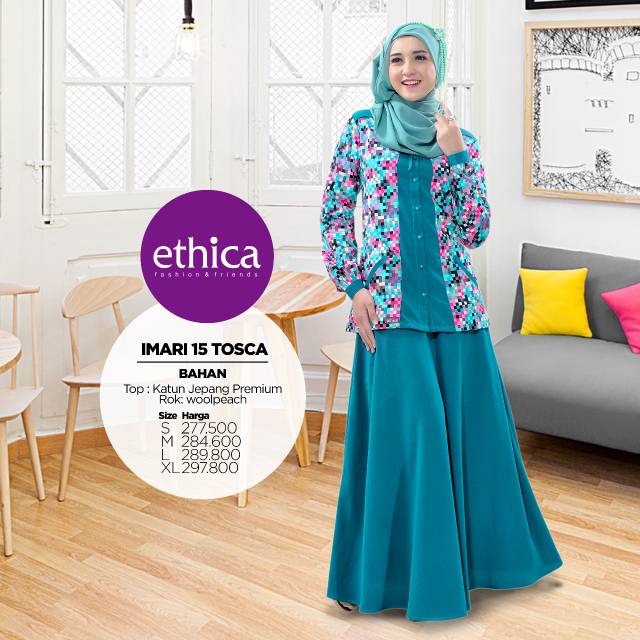 ethica
fashion & friends
IMARI 15 TOSCA
BAHAN
Top : Katun Jepang Premium
Rok: woolpeach
Size Harga
S 277.500
M 284.600
L 289.800
XL 297.800